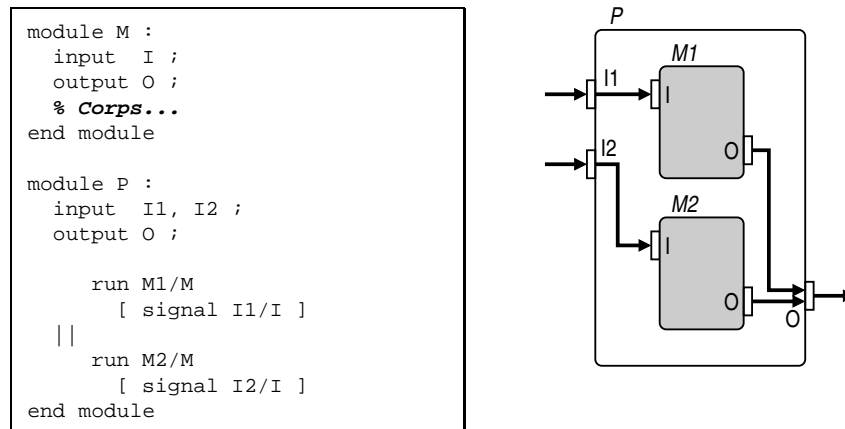 module M :
input I ;
output O ;
% Corps...
end module
module P :
input I1, I2 ;
output O ;
run M1/M
[ signal I1/I ]
||
run M2/M
[ signal I2/I ]
end module
P
M1
I1
I
O
I2
M2
I
O
O